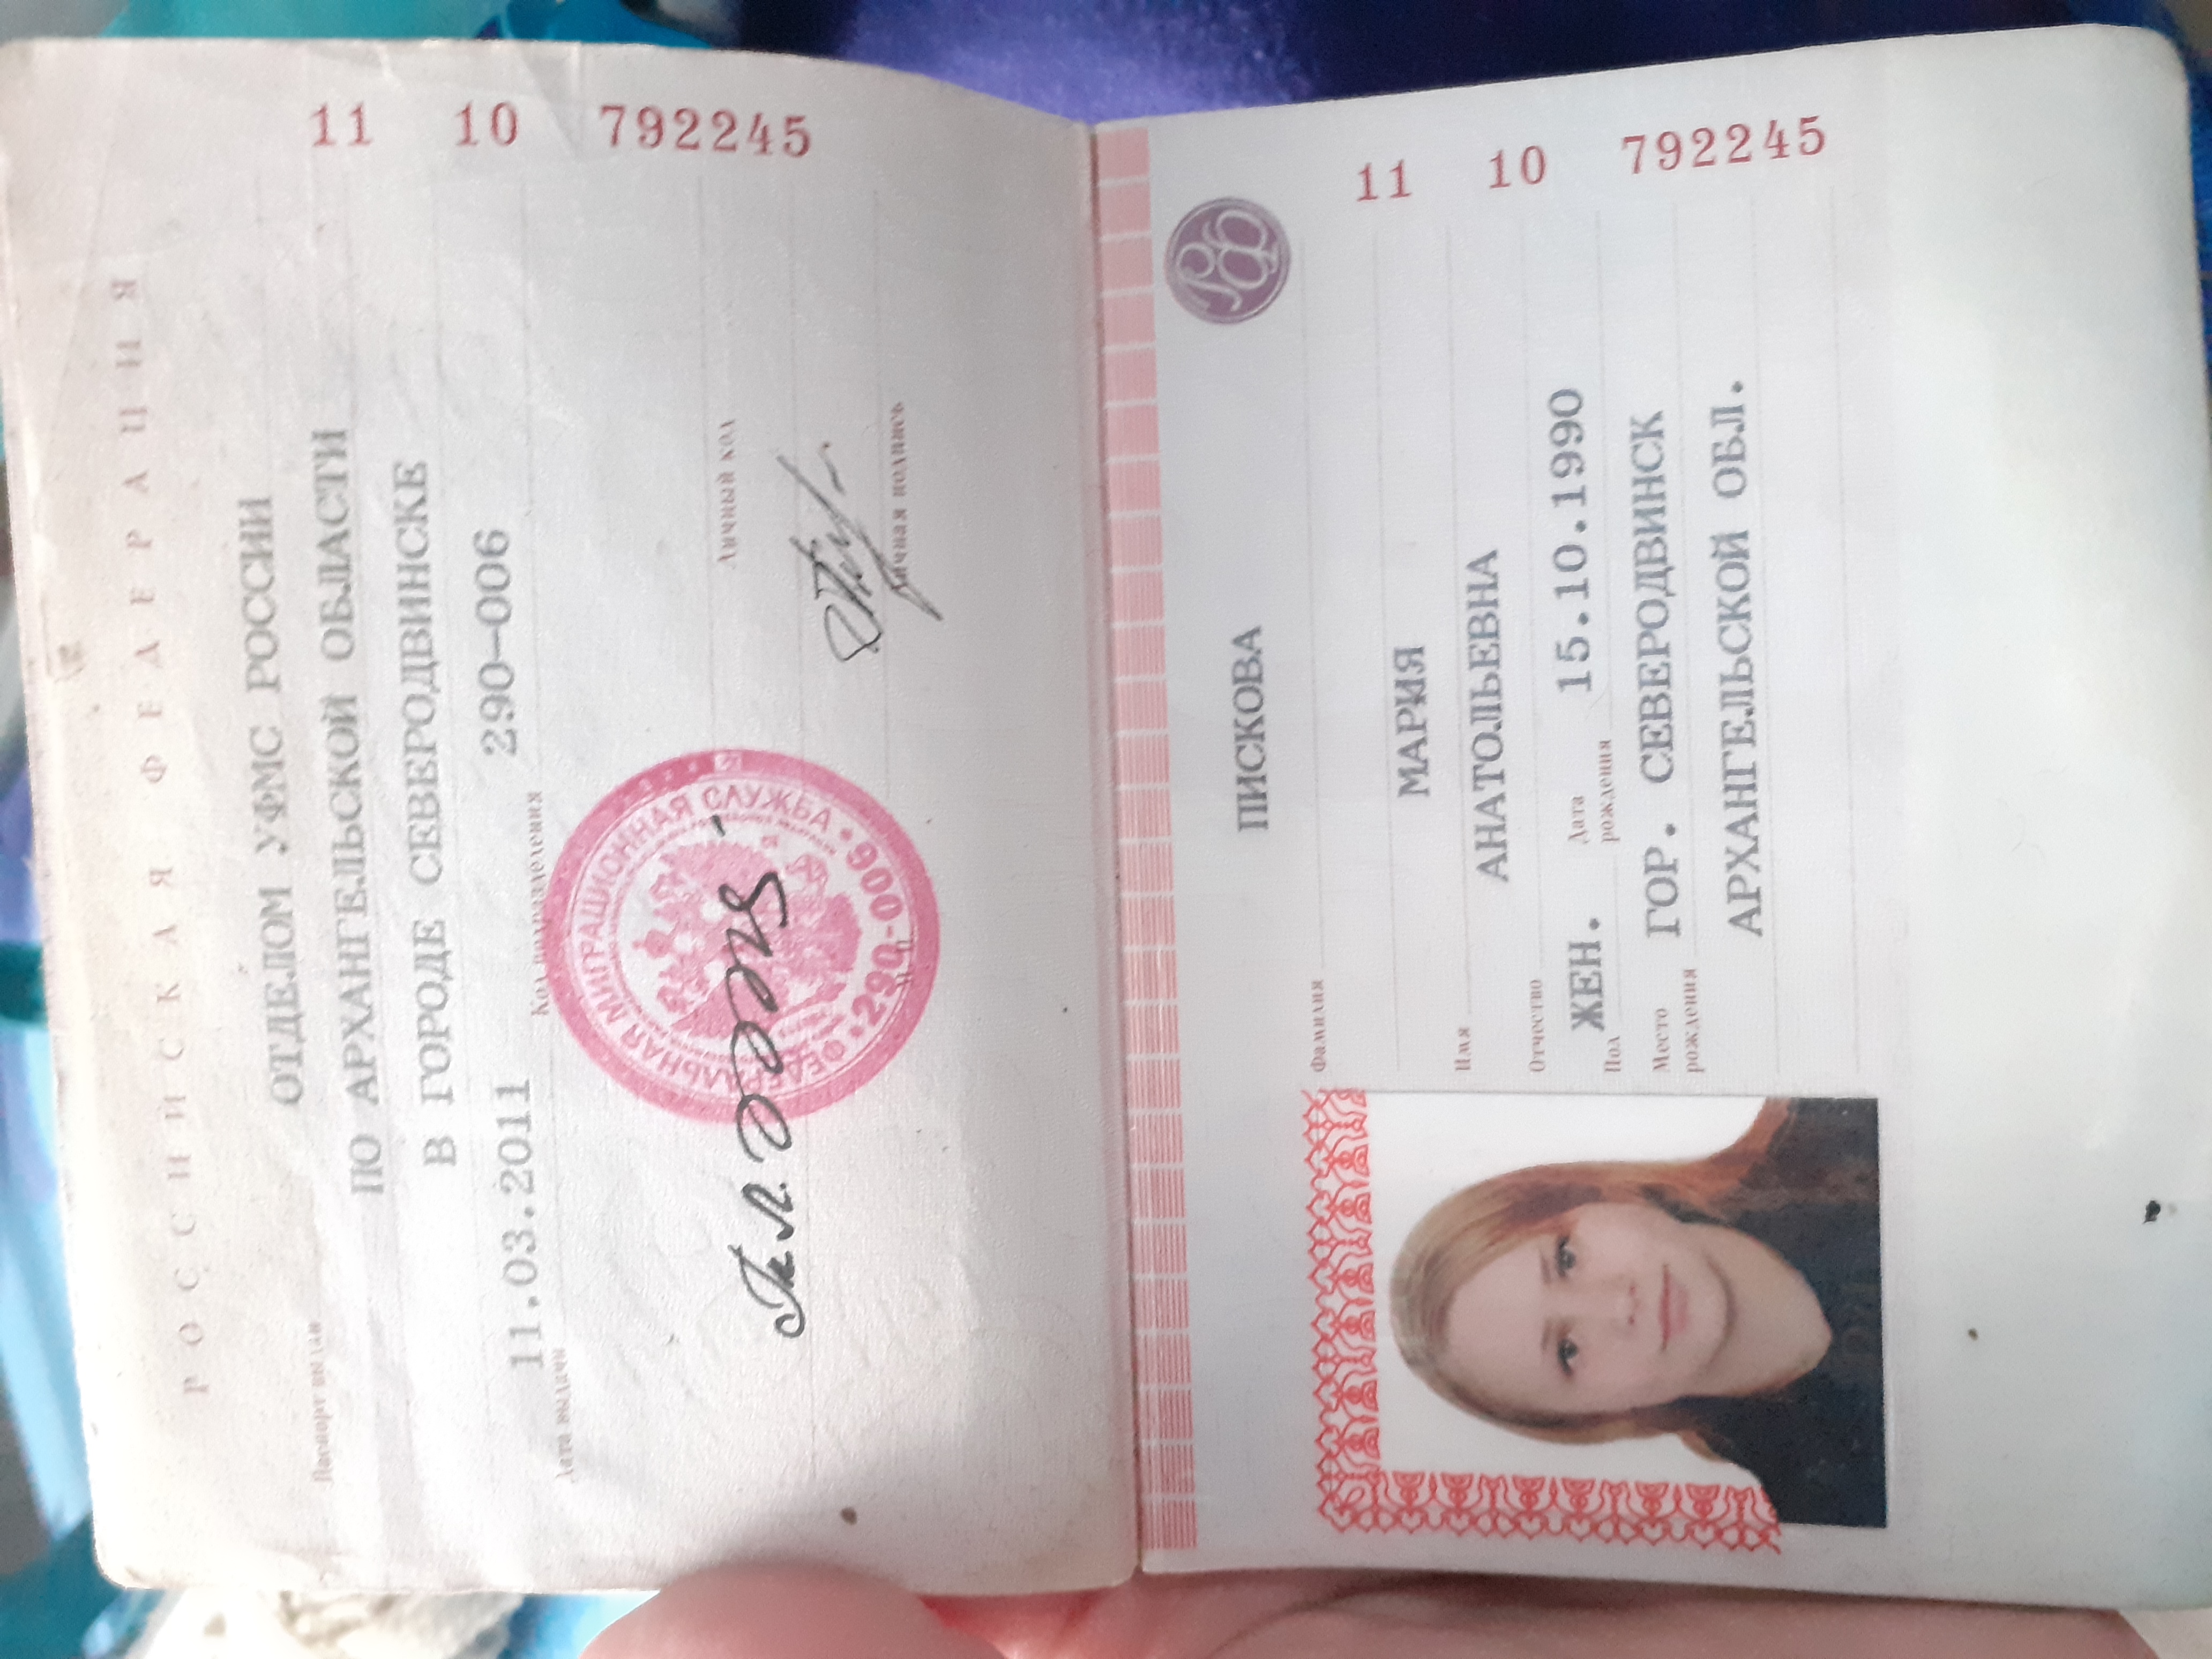 РОССИЙСКАЯ ФЕДЕРАЦИЯ
Паспорт выдан ОТДЕЛОМ УФМС РОССИИ
ПО АРХАНГЕЛЬСКОЙ ОБЛАСТИ
В ГОРОДЕ СЕВЕРОДВИНСКЕ
Дата выдачи 11.03.2011 Код подразделения 290-006
ФЕДЕРАЛЬНАЯ МИГРАЦИОННАЯ СЛУЖБА
290-006
М. П.
Личный код
Личная подпись
11 10 792245
ПИСКОВА
РФ
Фамилия
МАРИЯ
Имя
АНАТОЛЬЕВНА
Отчество
Пол ЖЕН. Дата рождения 15.10.1990
Место рождения ГОР. СЕВЕРОДВИНСК
АРХАНГЕЛЬСКОЙ ОБЛ.
11 10 792245